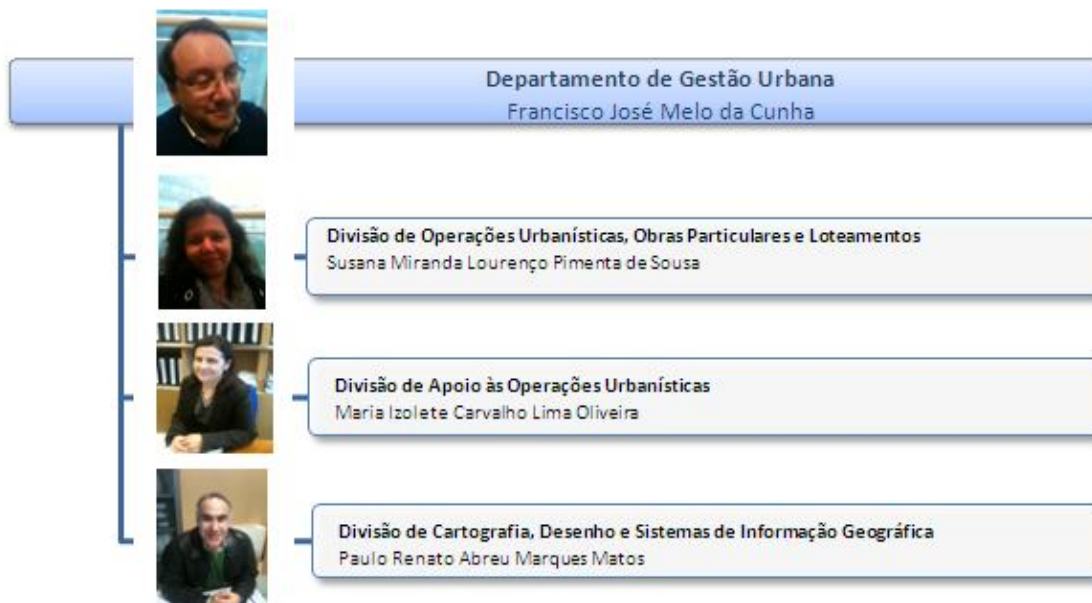 Departamento de Gestão Urbana
Francisco José Melo da Cunha
Divisão de Operações Urbanísticas, Obras Particulares e Loteamentos
Susana Miranda Lourenço Pimenta de Sousa
Divisão de Apoio às Operações Urbanísticas
Maria Izolete Carvalho Lima Oliveira
Divisão de Cartografia, Desenho e Sistemas de Informação Geográfica
Paulo Renato Abreu Marques Matos